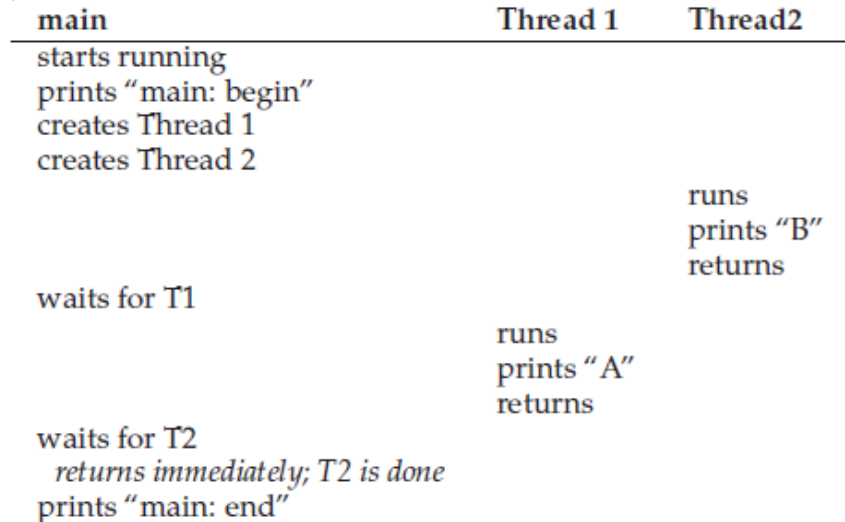 main Thread 1 Thread2
starts running
prints “main: begin”
creates Thread 1
creates Thread 2
runs
prints “B”
returns
waits for T1
runs
prints “A”
returns
waits for T2
returns immediately; T2 is done
prints “main: end”